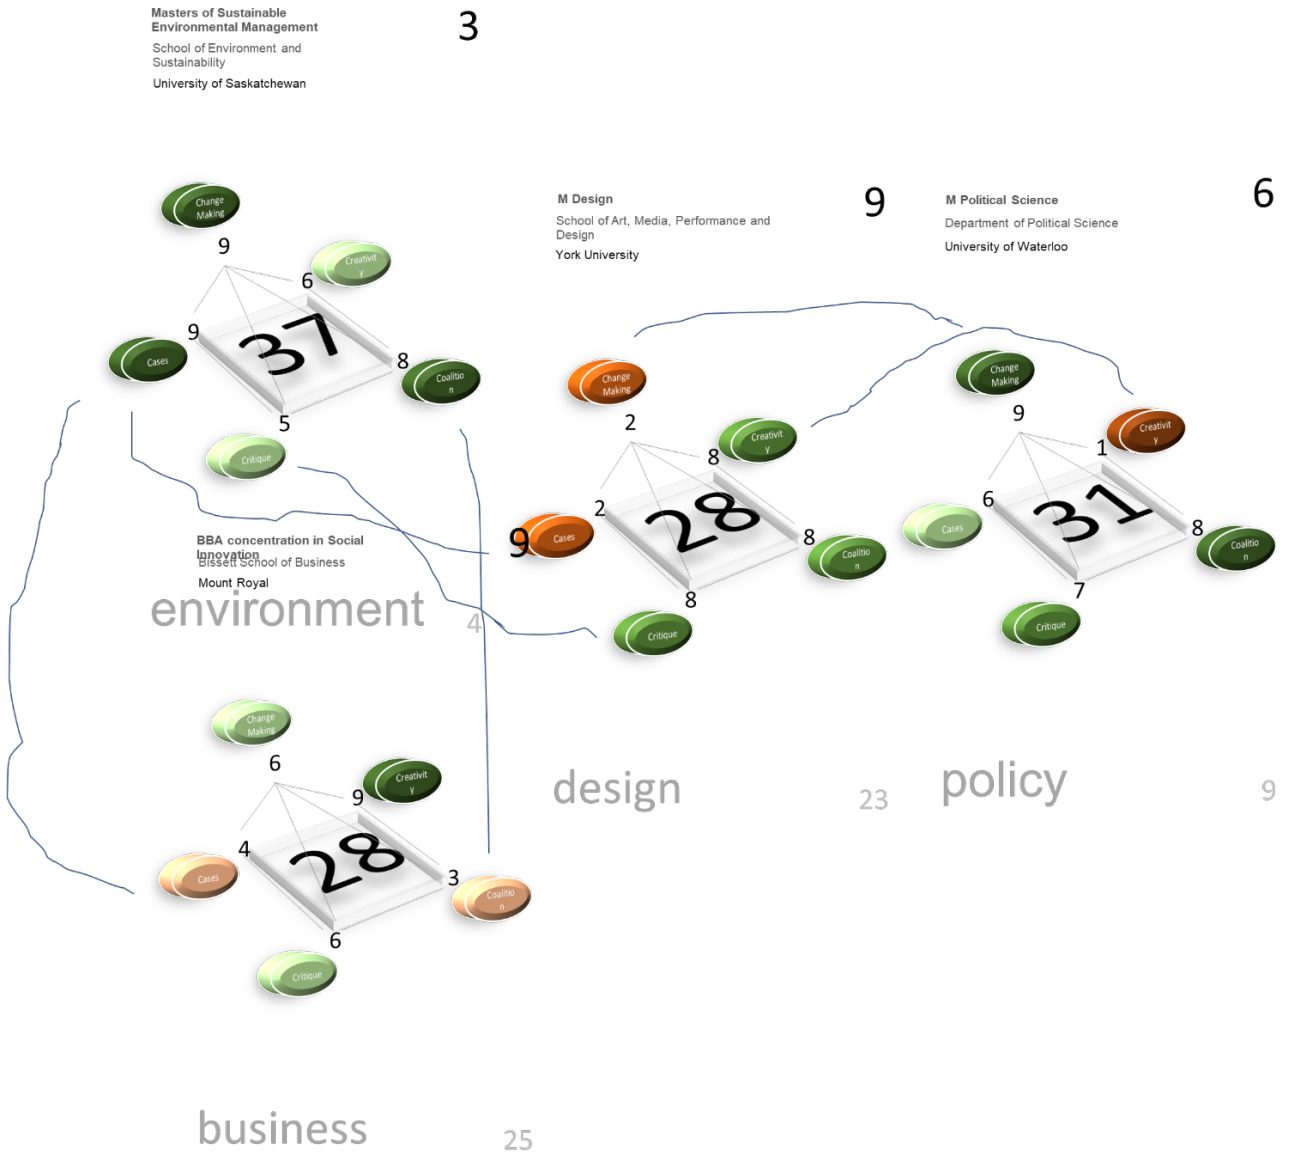 Masters of Sustainable
Environmental Management
3
School of Environment and
Sustainability
University of Saskatchewan
Change
Making
9
Creativit
y
6
9
37
Cases
8
Coalitio
n
5
Critique
environment
4
M Design
9
School of Art, Media, Performance and
Design
York University
Change
Making
2
Creativit
y
8
2
28
Cases
8
Coalitio
n
8
Critique
design
23
M Political Science
6
Department of Political Science
University of Waterloo
Change
Making
9
Creativit
y
1
6
31
Cases
8
Coalitio
n
7
Critique
policy
9
BBA concentration in Social
Innovation
9
Bissett School of Business
Mount Royal
Change
Making
6
Creativit
y
9
4
28
Cases
3
Coalitio
n
6
Critique
business
25